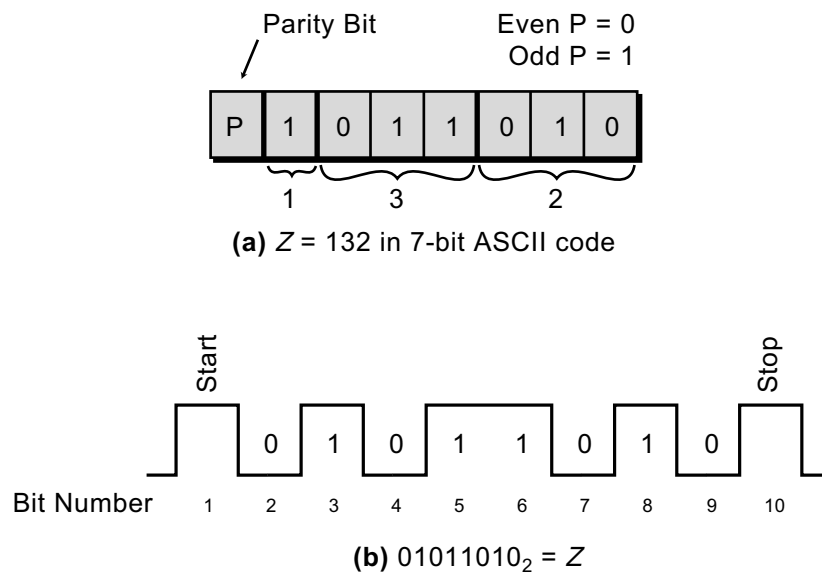 Parity Bit
Even P = 0
Odd P = 1
P 1 0 1 1 0 1 0
1 3 2
(a) Z = 132 in 7-bit ASCII code
Start Stop
0 1 0 1 1 0 1 0
Bit Number 1 2 3 4 5 6 7 8 9 10
(b) 01011010₂ = Z